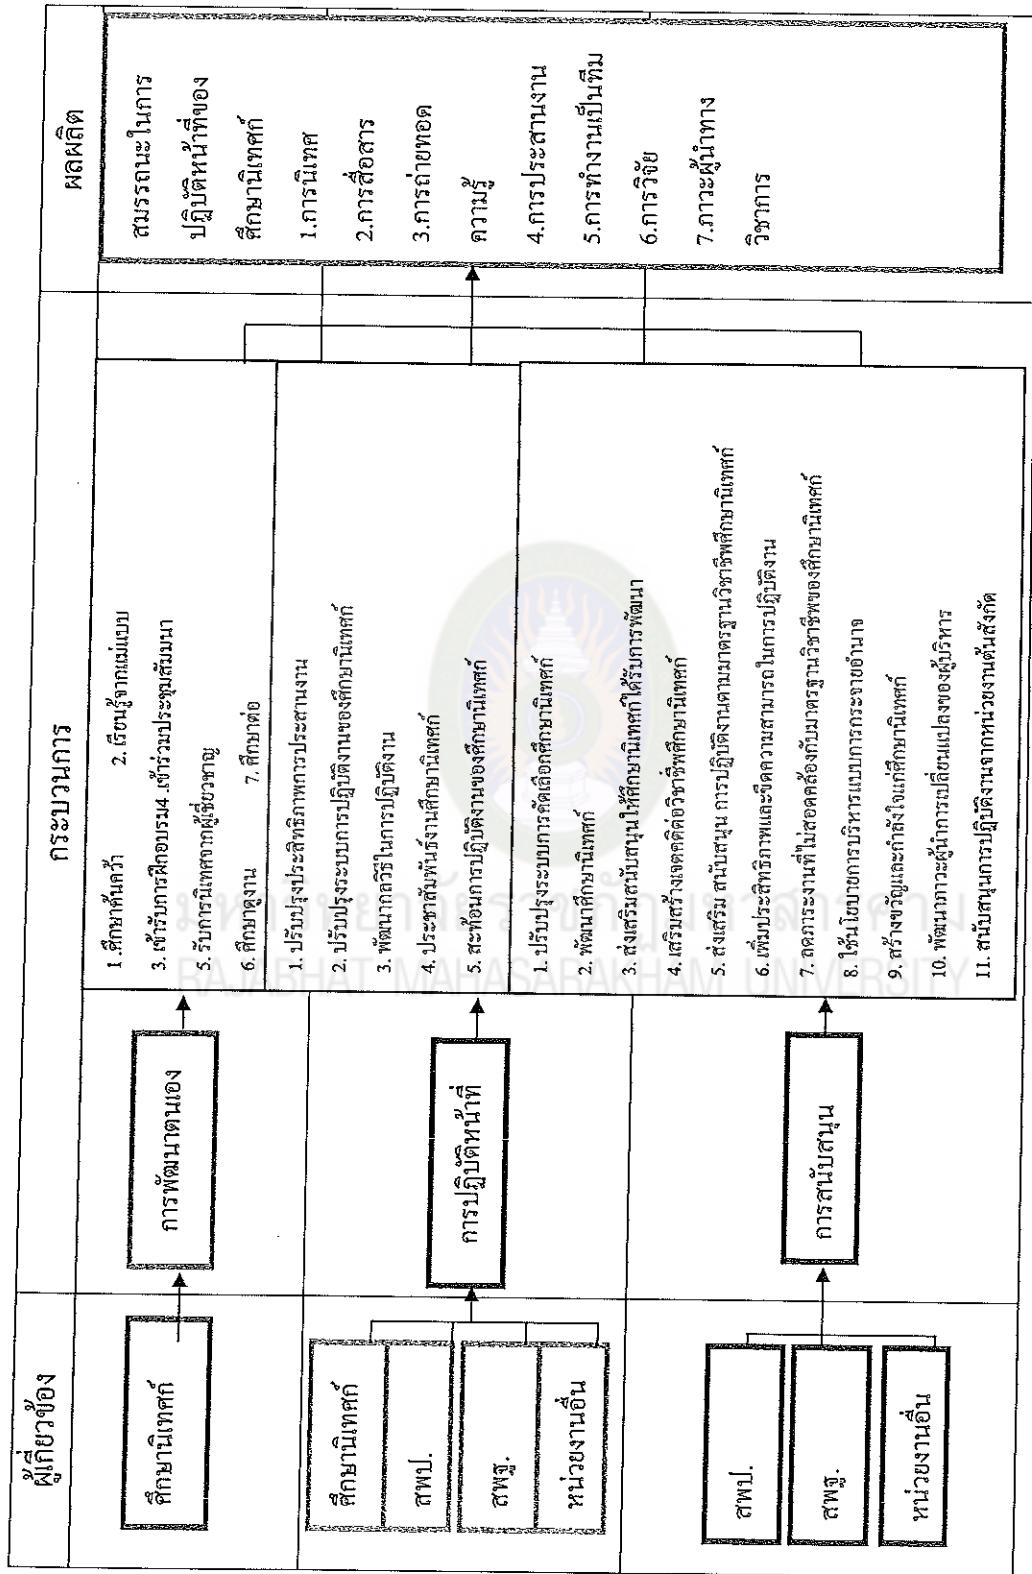 ผู้เกี่ยวข้อง
กระบวนการ
ผลผลิต
ศึกษานิเทศก์
การพัฒนาตนเอง
1.ศึกษาค้นคว้า 2. เรียนรู้จากแม่แบบ
3. เข้ารับการฝึกอบรม4 .เข้าร่วมประชุมสัมมนา
5. รับการนิเทศจากผู้เชี่ยวชาญ
6. ศึกษาดูงาน 7. ศึกษาต่อ
ศึกษานิเทศก์
สพป.
สพฐ.
หน่วยงานอื่น
การปฏิบัติหน้าที่
1. ปรับปรุงประสิทธิภาพการประสานงาน
2. ปรับปรุงระบบการปฏิบัติงานของศึกษานิเทศก์
3. พัฒนากลวิธีในการปฏิบัติงาน
4. ประชาสัมพันธ์งานศึกษานิเทศก์
5. สะท้อนการปฏิบัติงานของศึกษานิเทศก์
สพป.
สพฐ.
หน่วยงานอื่น
การสนับสนุน
1. ปรับปรุงระบบการคัดเลือกศึกษานิเทศก์
2. พัฒนาศึกษานิเทศก์
3. ส่งเสริมสนับสนุนให้ศึกษานิเทศก์ได้รับการพัฒนา
4. เสริมสร้างเจตคติต่อวิชาชีพศึกษานิเทศก์
5. ส่งเสริม สนับสนุน การปฏิบัติงานตามมาตรฐานวิชาชีพศึกษานิเทศก์
6. เพิ่มประสิทธิภาพและขีดความสามารถในการปฏิบัติงาน
7. ลดภาระงานที่ไม่สอดคล้องกับมาตรฐานวิชาชีพของศึกษานิเทศก์
8. ใช้นโยบายการบริหารแบบการกระจายอำนาจ
9. สร้างขวัญและกำลังใจแก่ศึกษานิเทศก์
10. พัฒนาภาวะผู้นำการเปลี่ยนแปลงของผู้บริหาร
11. สนับสนุนการปฏิบัติงานจากหน่วยงานต้นสังกัด
สมรรถนะในการ
ปฏิบัติหน้าที่ของ
ศึกษานิเทศก์
1.การนิเทศ
2.การสื่อสาร
3.การถ่ายทอด
ความรู้
4.การประสานงาน
5.การทำงานเป็นทีม
6.การวิจัย
7.ภาวะผู้นำทาง
วิชาการ
มหาวิทยาลัยราชภัฏมหาสารคาม
RAJABHAT MAHASARAKHAM UNIVERSITY